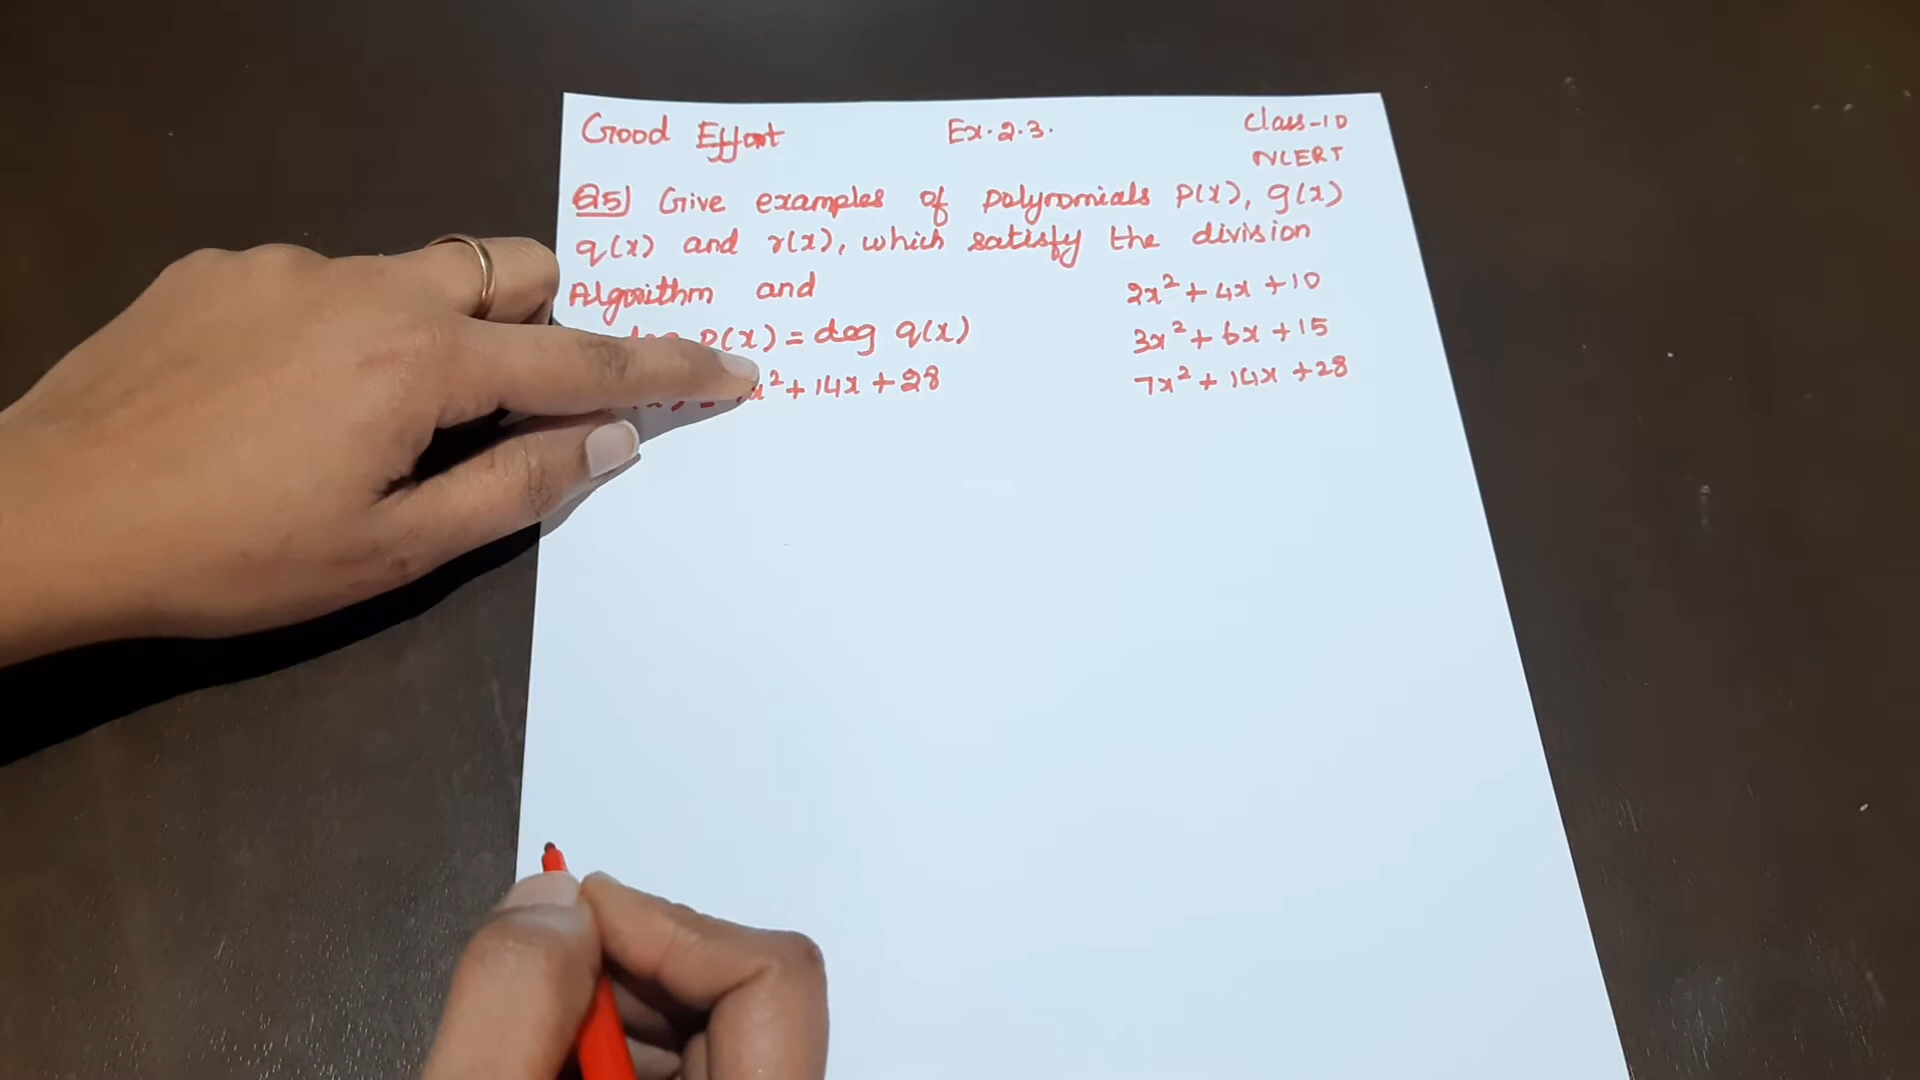 Good Effort Ex. 2.3. Class-10
NCERT
Q5) Give examples of polynomials P(x), g(x)
q(x) and r(x), which satisfy the division
Algorithm and
2x² + 4x + 10
P(x) = deg q(x)
3x² + 6x + 15
x² + 14x + 28
7x² + 14x + 28